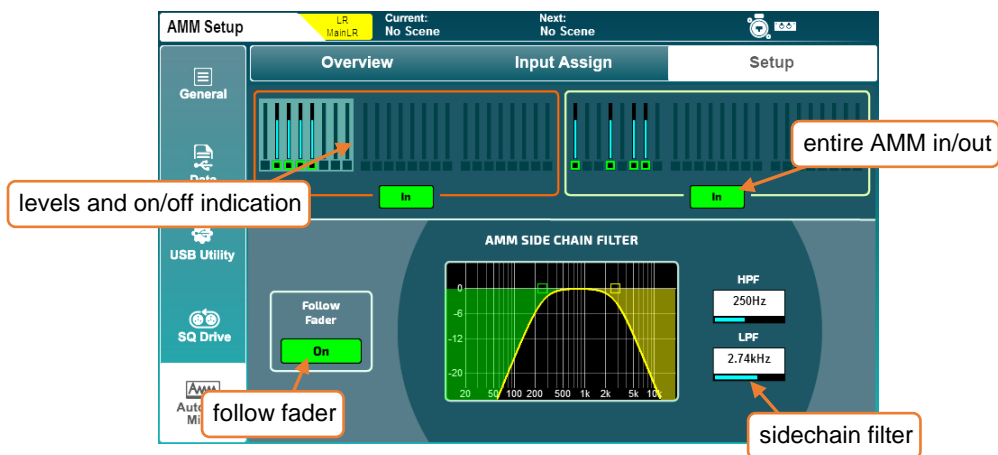 AMM Setup
LR
MainLR
Current:
No Scene
Next:
No Scene
Overview
Input Assign
Setup
General
Data
In
In
entire AMM in/out
levels and on/off indication
USB Utility
SQ Drive
AMM SIDE CHAIN FILTER
Follow
Fader
On
0
-6
-12
-20
20 50 100 200 500 1k 2k 5k 10k
HPF
250Hz
LPF
2.74kHz
follow fader
sidechain filter